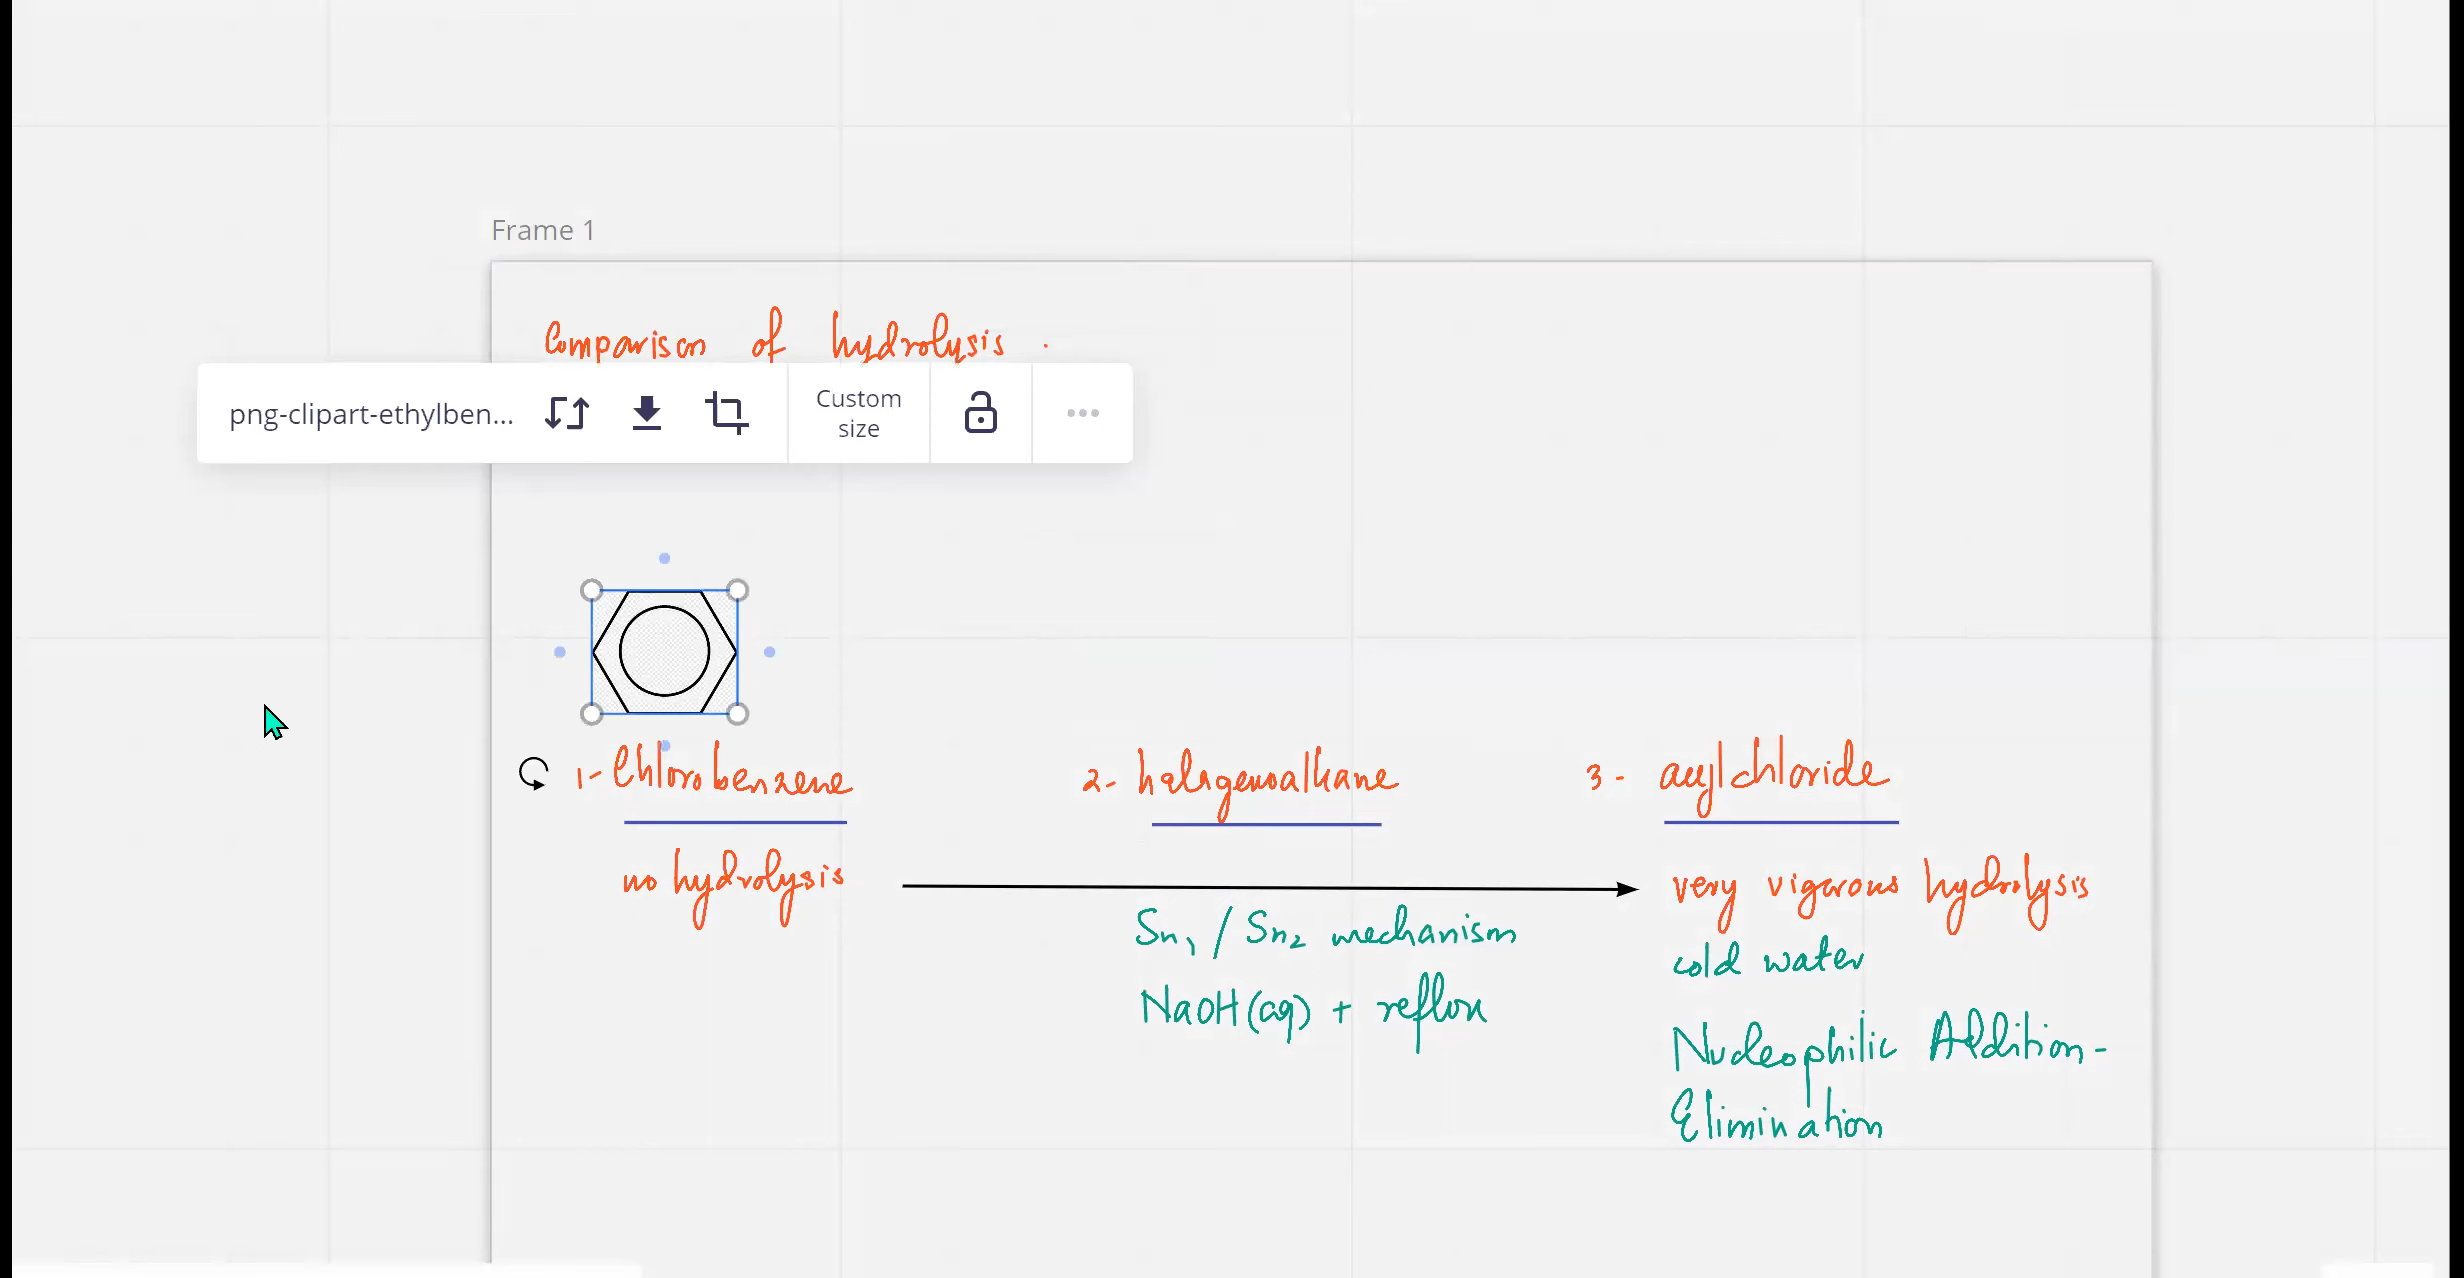 Frame 1
Comparison of hydrolysis .
png-clipart-ethylben...
Custom
size
1- Chlorobenzene
2- halogenoalkane
3 - acylchloride
no hydrolysis
very vigorous hydrolysis
Sn1 / Sn2 mechanism
cold water
NaOH(aq) + reflux
Nucleophilic Addition-
Elimination